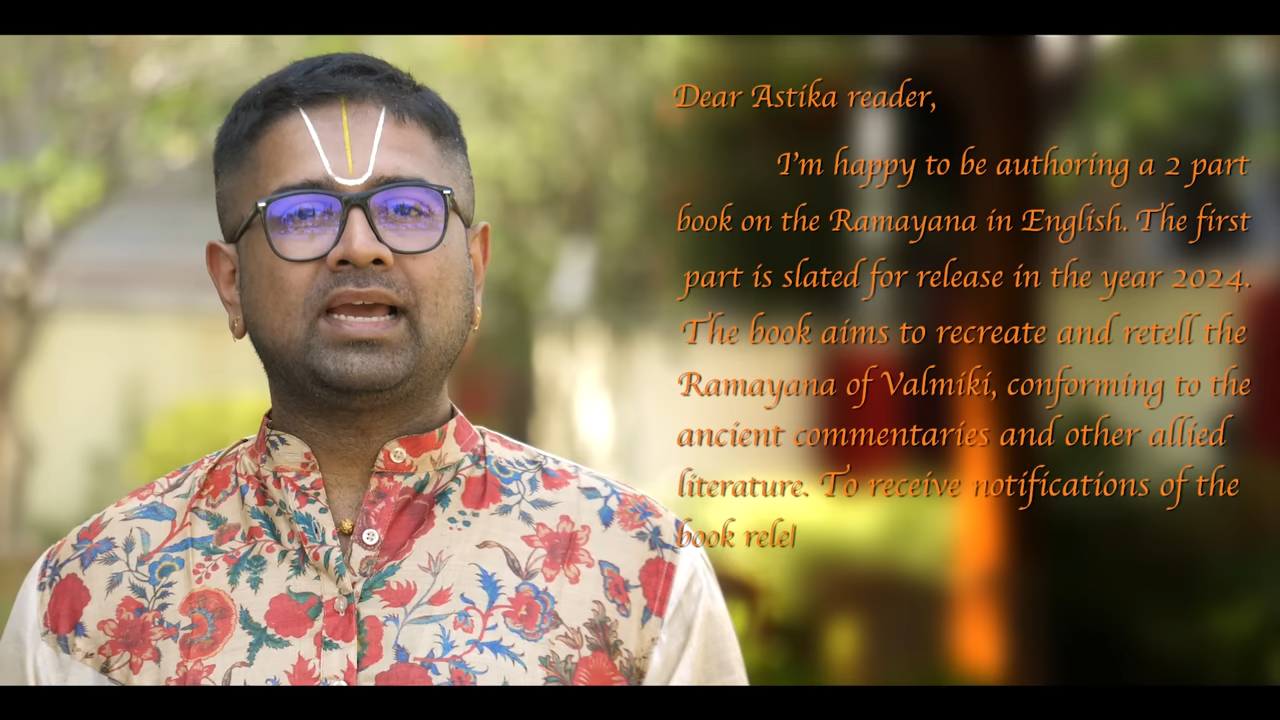 Dear Astika reader,
I'm happy to be authoring a 2 part
book on the Ramayana in English. The first
part is slated for release in the year 2024.
The book aims to recreate and retell the
Ramayana of Valmiki, conforming to the
ancient commentaries and other allied
literature. To receive notifications of the
book rele|